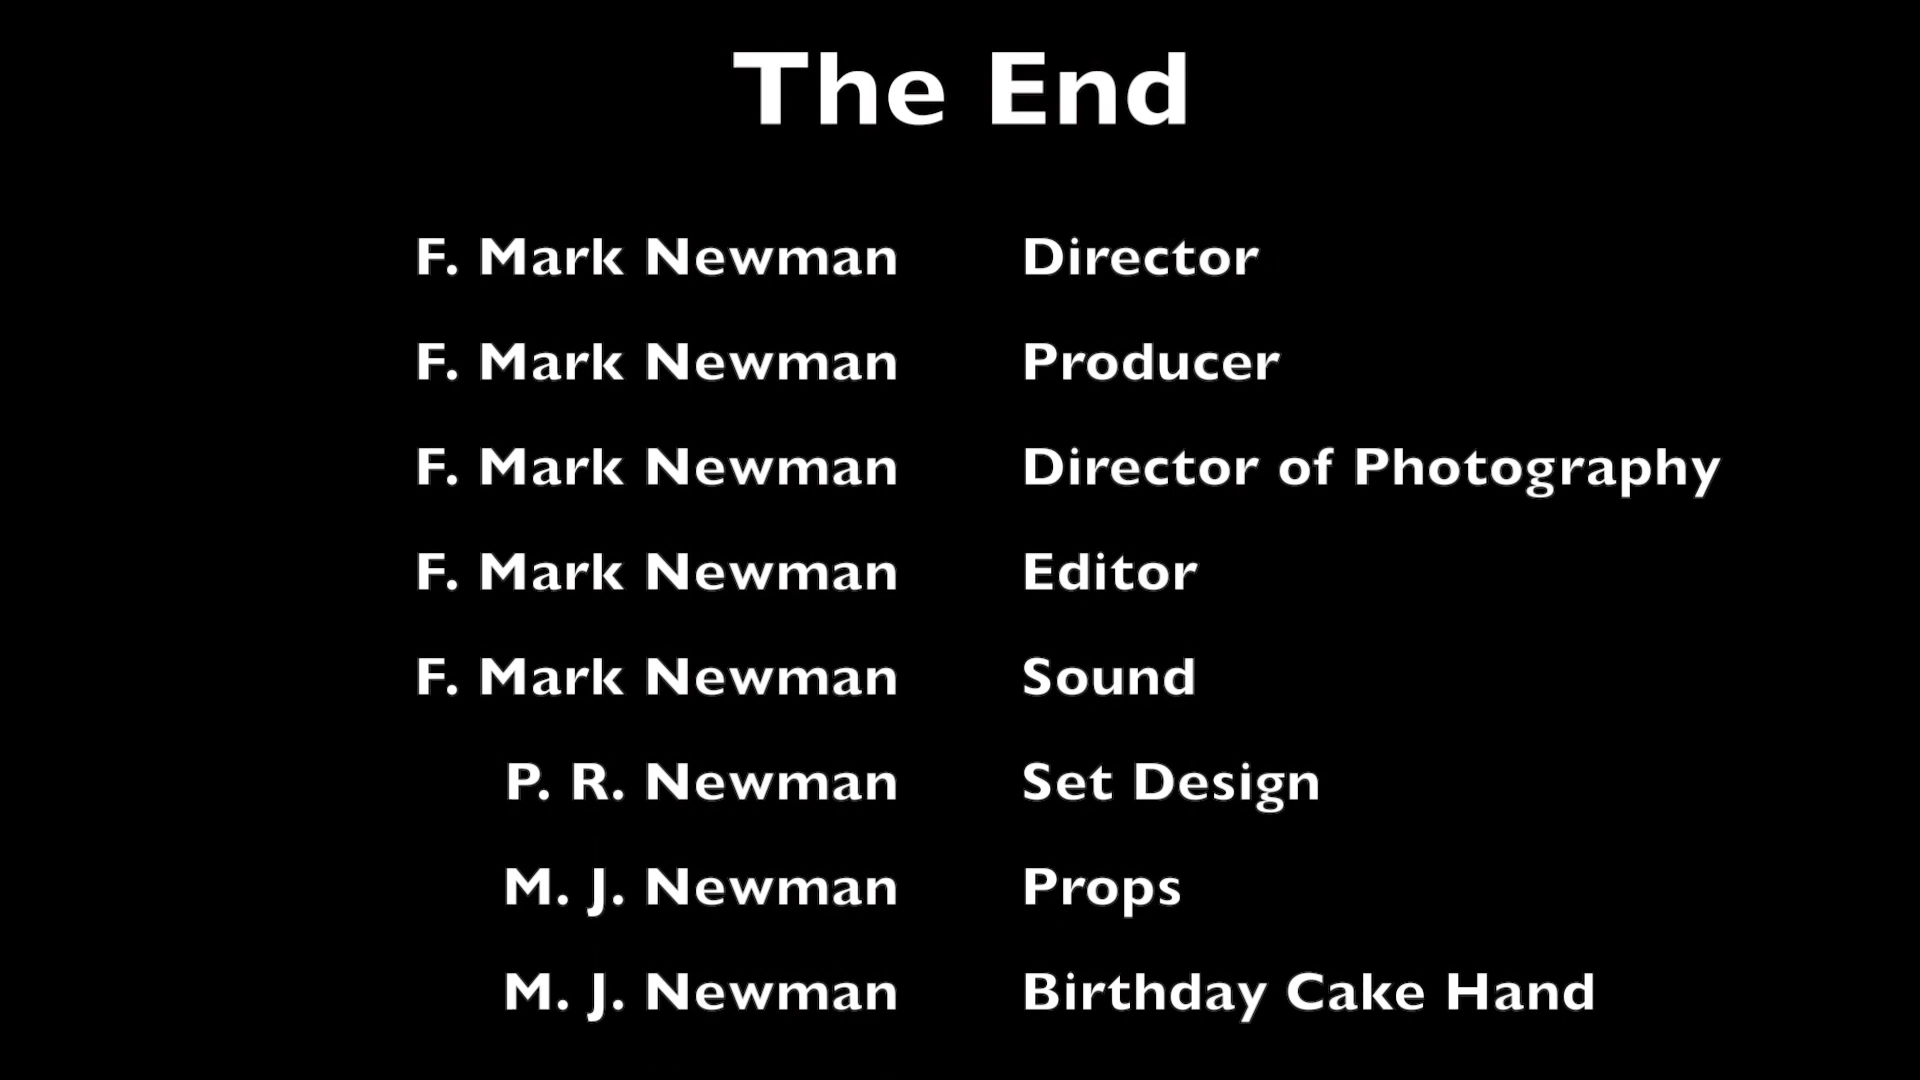 The End
F. Mark Newman Director
F. Mark Newman Producer
F. Mark Newman Director of Photography
F. Mark Newman Editor
F. Mark Newman Sound
P. R. Newman Set Design
M. J. Newman Props
M. J. Newman Birthday Cake Hand